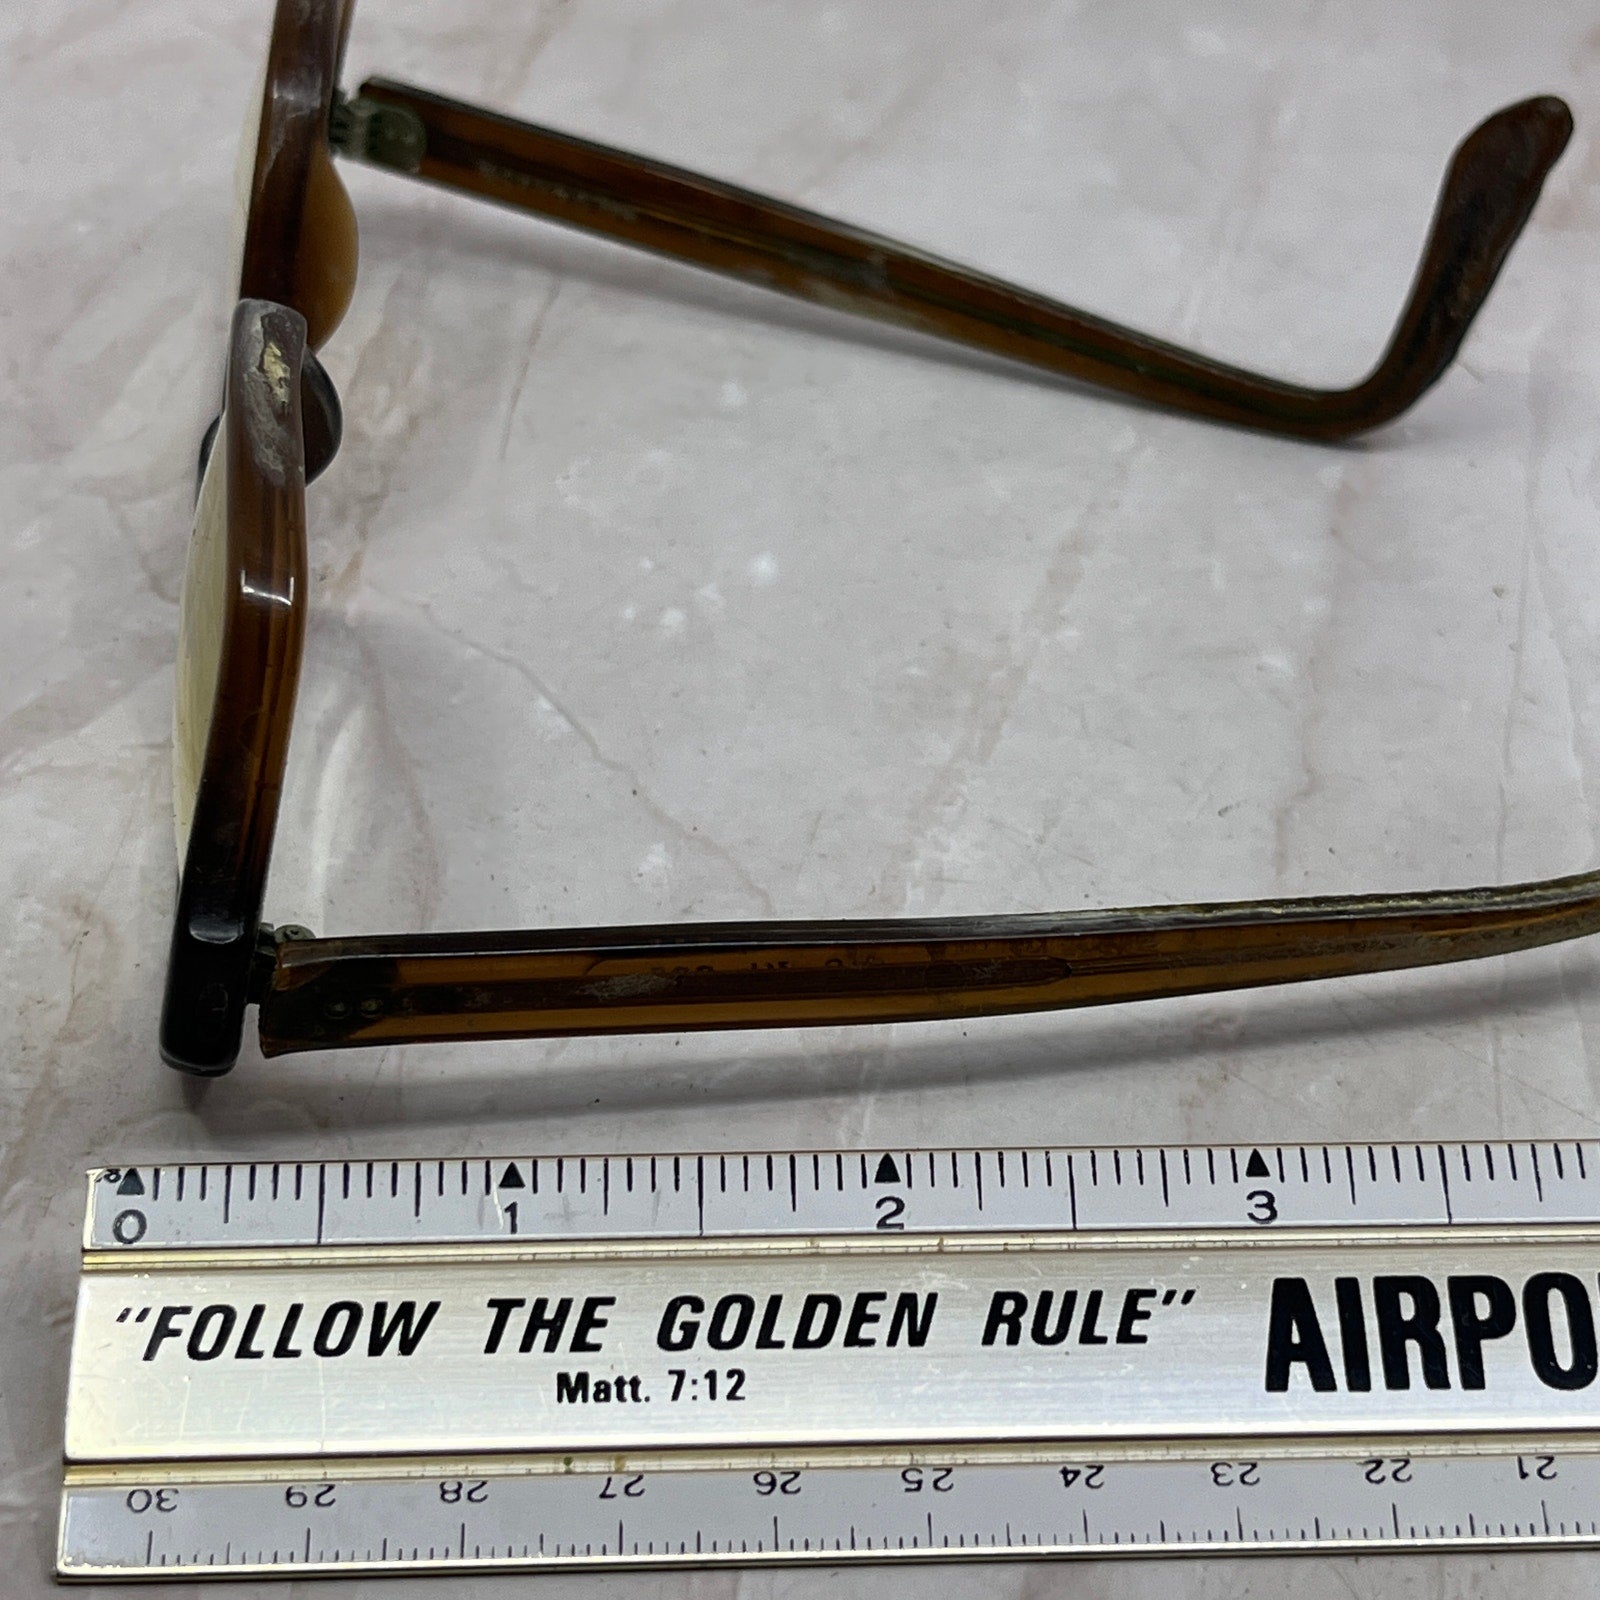 0 1 2 3
"FOLLOW THE GOLDEN RULE" AIRPO
Matt. 7:12
30 29 28 27 26 25 24 23 22 21